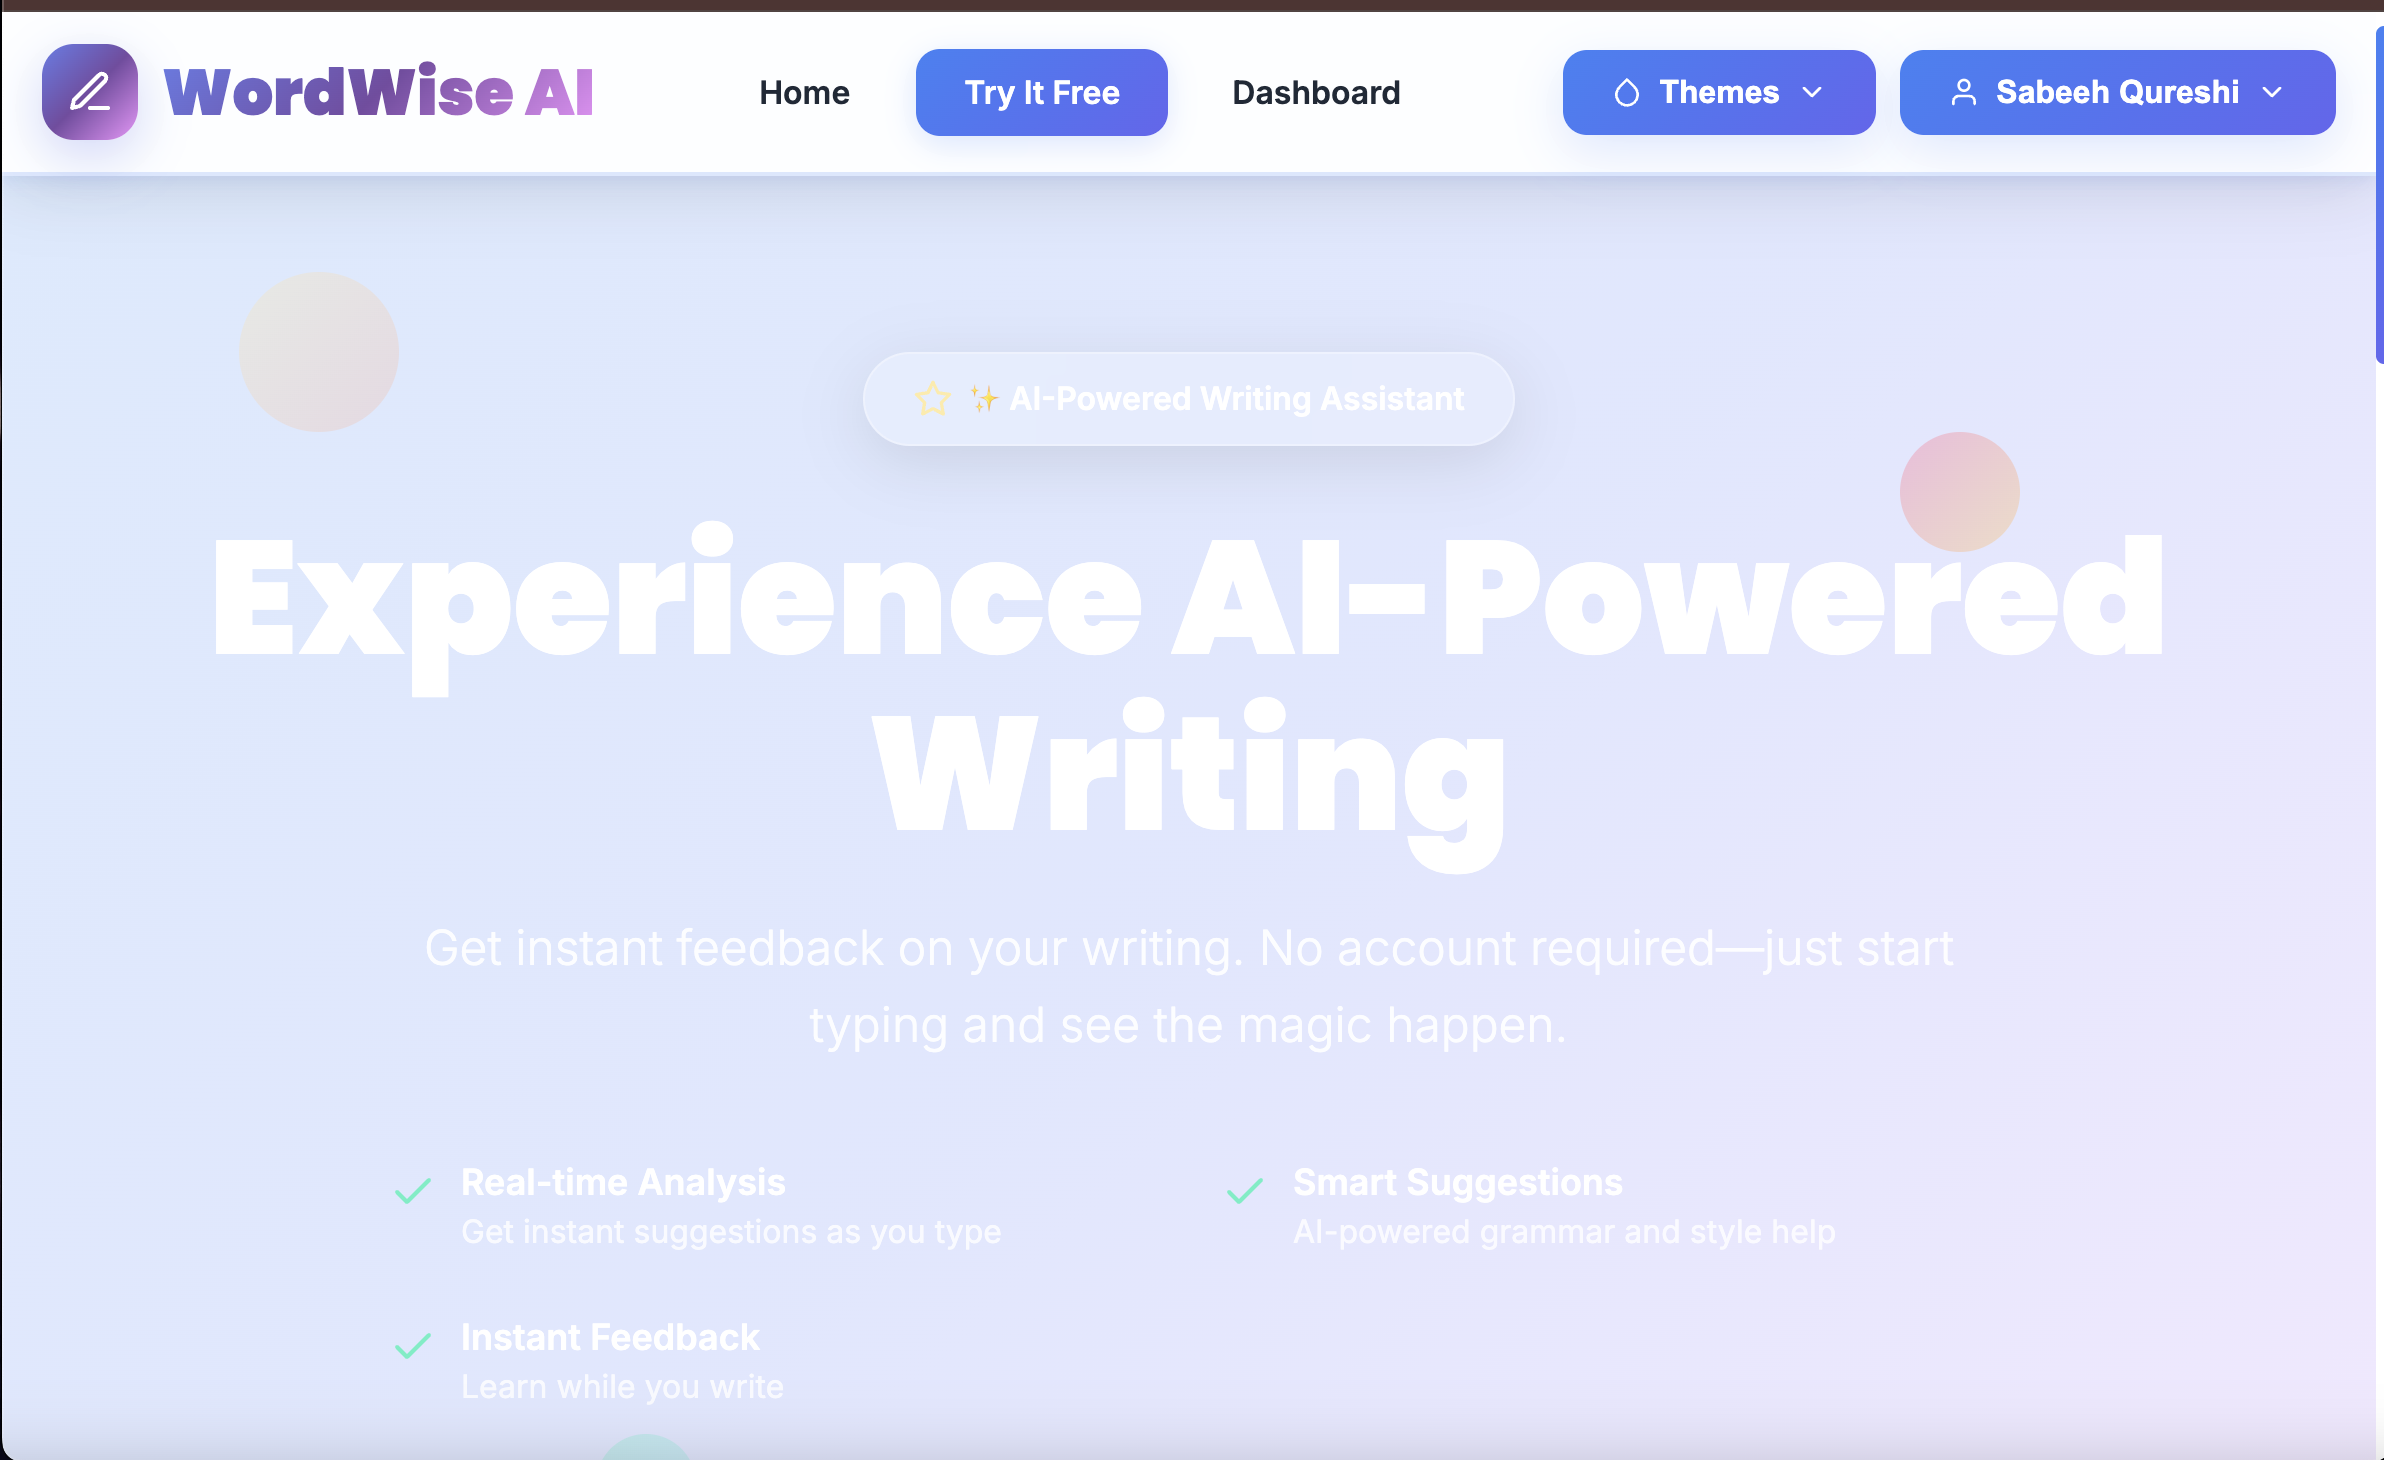 WordWise AI
Home
Try It Free
Dashboard
Themes
Sabeeh Qureshi
✨ AI-Powered Writing Assistant
Experience AI-Powered
Writing
Get instant feedback on your writing. No account required—just start
typing and see the magic happen.
Real-time Analysis
Get instant suggestions as you type
Smart Suggestions
AI-powered grammar and style help
Instant Feedback
Learn while you write